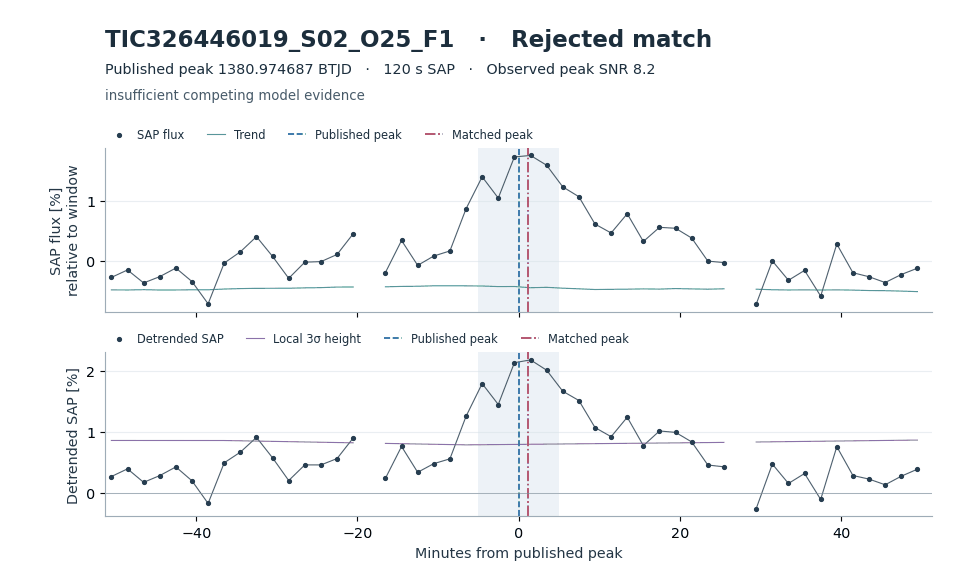 TIC326446019_S02_O25_F1 · Rejected match
Published peak 1380.974687 BTJD · 120 s SAP · Observed peak SNR 8.2
insufficient competing model evidence
SAP flux Trend Published peak Matched peak
SAP flux [%]
relative to window
1
0
Detrended SAP Local 3σ height Published peak Matched peak
Detrended SAP [%]
2
1
0
−40 −20 0 20 40
Minutes from published peak